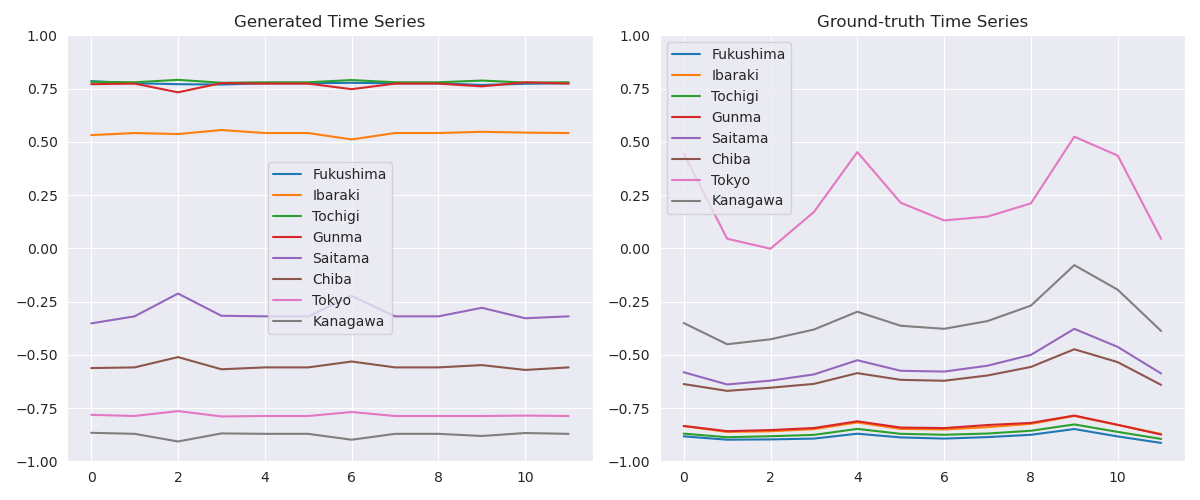 Generated Time Series
1.00
0.75
0.50
0.25
0.00
−0.25
−0.50
−0.75
−1.00
0 2 4 6 8 10
Fukushima
Ibaraki
Tochigi
Gunma
Saitama
Chiba
Tokyo
Kanagawa
Ground-truth Time Series
1.00
0.75
0.50
0.25
0.00
−0.25
−0.50
−0.75
−1.00
0 2 4 6 8 10
Fukushima
Ibaraki
Tochigi
Gunma
Saitama
Chiba
Tokyo
Kanagawa